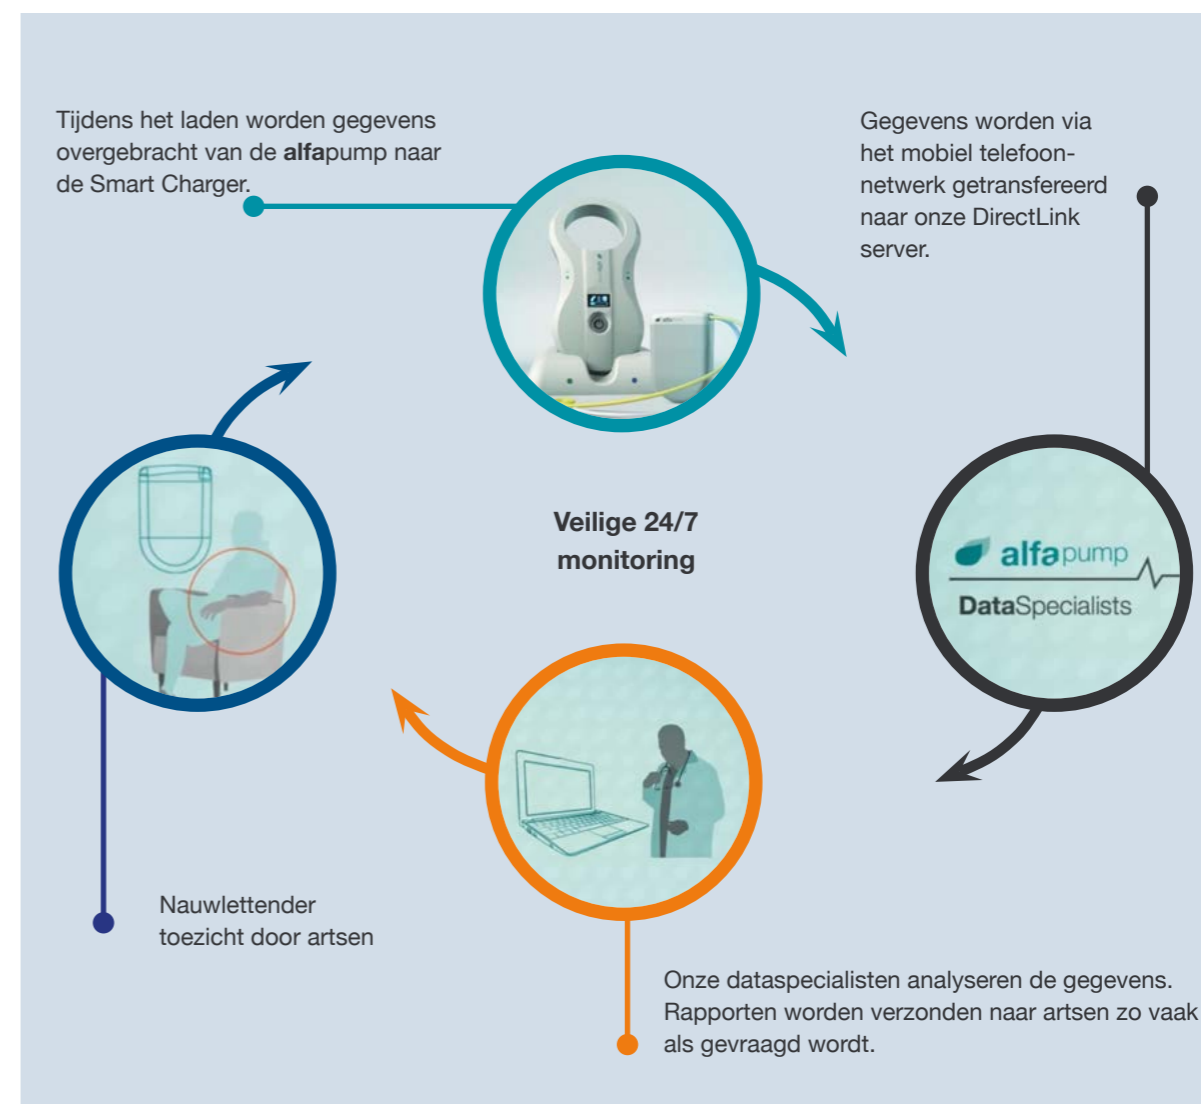 Tijdens het laden worden gegevens
overgebracht van de alfapump naar
de Smart Charger.
Gegevens worden via
het mobiel telefoon-
netwerk getransfereerd
naar onze DirectLink
server.
Veilige 24/7
monitoring
alfapump
DataSpecialists
Nauwlettender
toezicht door artsen
Onze dataspecialisten analyseren de gegevens.
Rapporten worden verzonden naar artsen zo vaak
als gevraagd wordt.